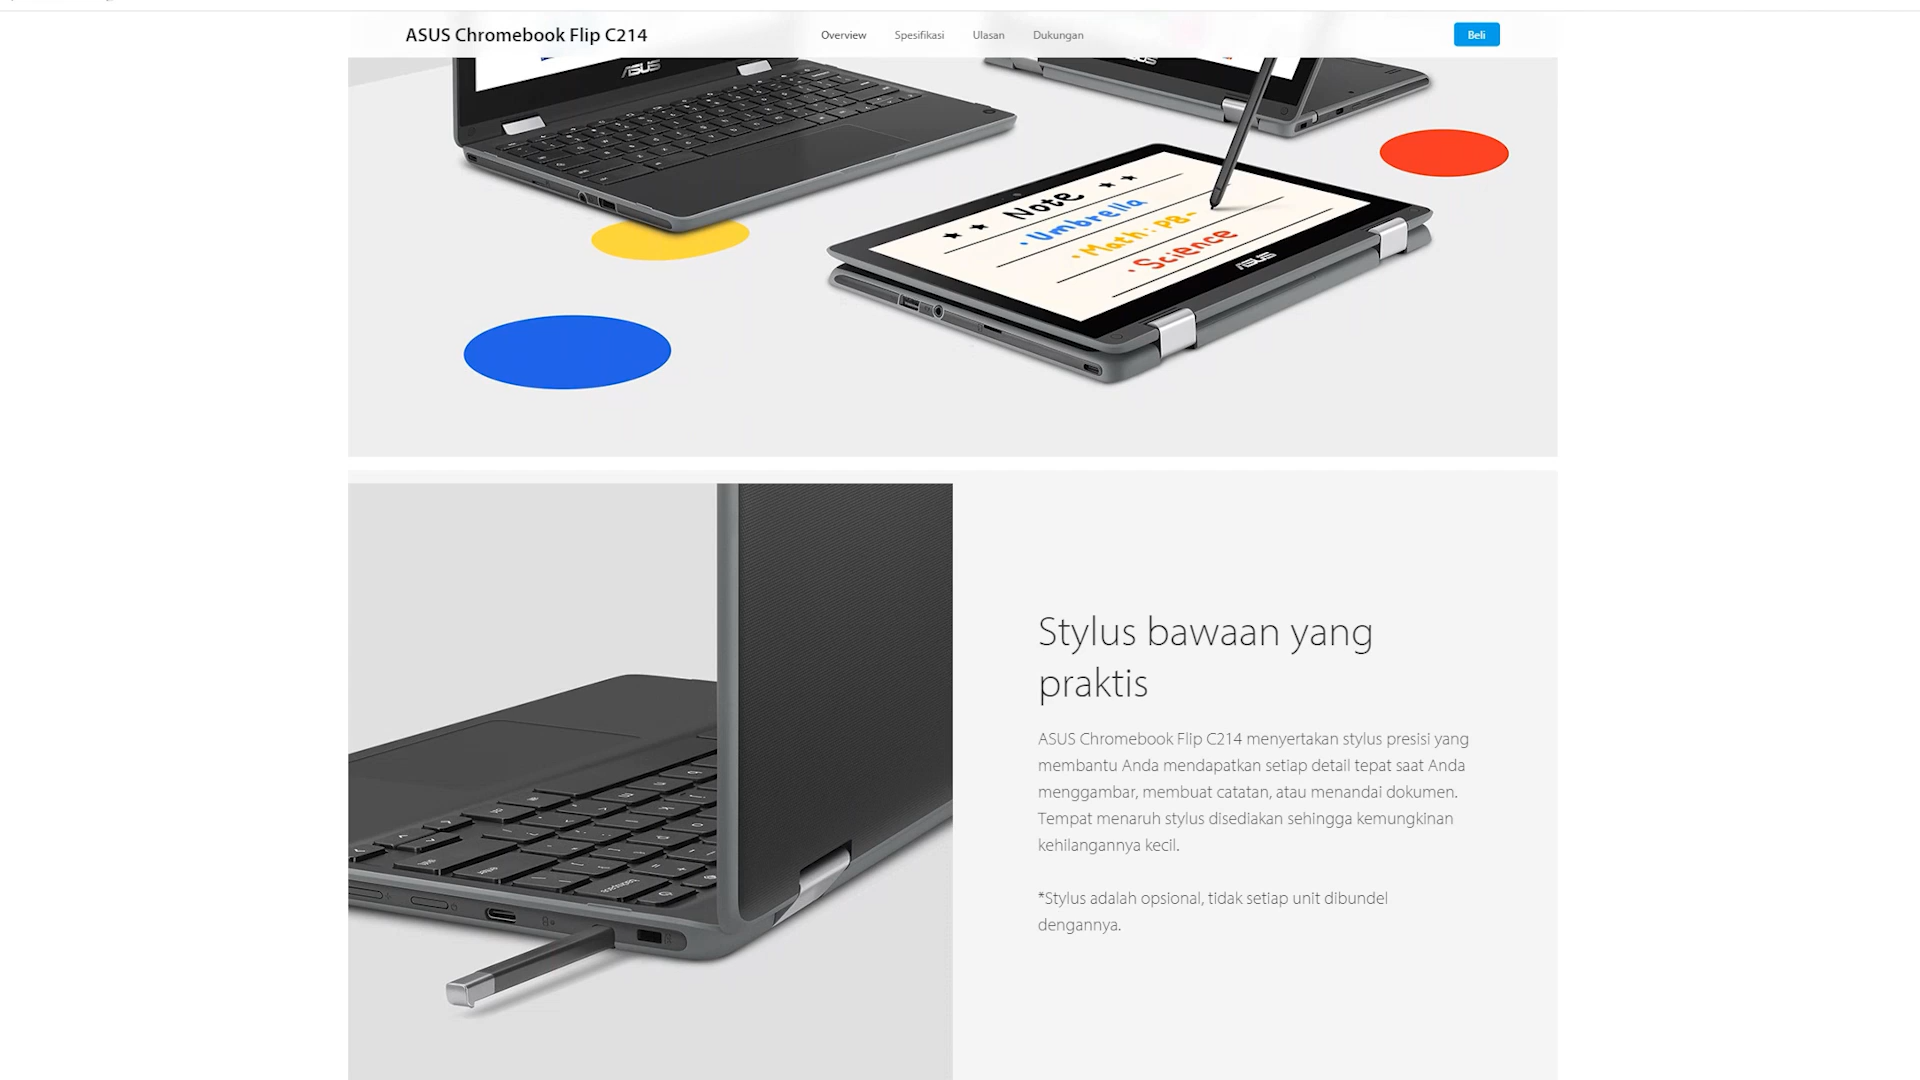 ASUS Chromebook Flip C214
Overview
Spesifikasi
Ulasan
Dukungan
Beli
ASUS
ASUS
Note
• Umbrella
• Math: P8~
• Science
ASUS
Stylus bawaan yang
praktis
ASUS Chromebook Flip C214 menyertakan stylus presisi yang
membantu Anda mendapatkan setiap detail tepat saat Anda
menggambar, membuat catatan, atau menandai dokumen.
Tempat menaruh stylus disediakan sehingga kemungkinan
kehilangannya kecil.
*Stylus adalah opsional, tidak setiap unit dibundel
dengannya.